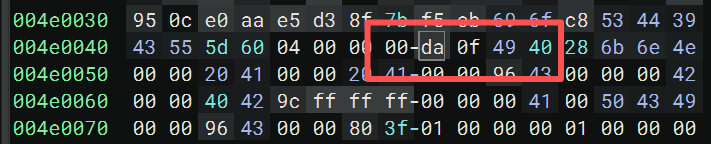 004e0030 95 0c e0 aa e5 d3 8f 7b f5 cb 69 6f c8 53 44 39
004e0040 43 55 5d 60 04 00 00 00-da 0f 49 40 28 6b 6e 4e
004e0050 00 00 20 41 00 00 20 41-00 00 96 43 00 00 00 42
004e0060 00 00 40 42 9c ff ff ff-00 00 00 41 00 50 43 49
004e0070 00 00 96 43 00 00 80 3f-01 00 00 00 01 00 00 00